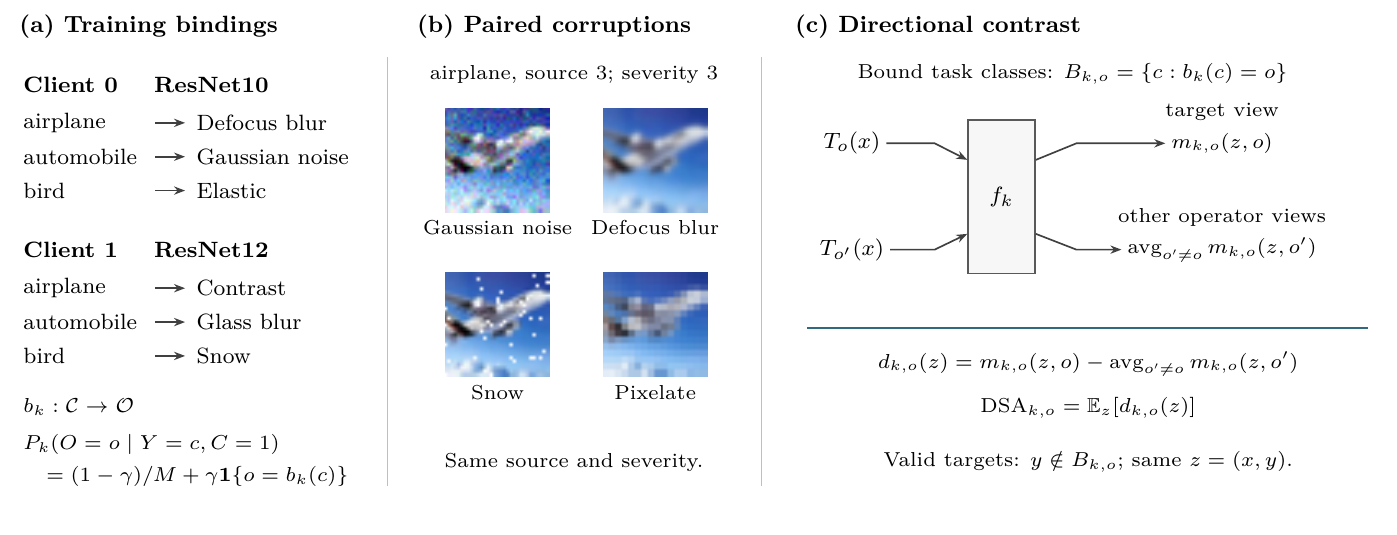 (a) Training bindings
Client 0 ResNet10
airplane → Defocus blur
automobile → Gaussian noise
bird → Elastic
Client 1 ResNet12
airplane → Contrast
automobile → Glass blur
bird → Snow
b_k : 𝒞 → 𝒪
P_k(O = o | Y = c, C = 1)
= (1 − γ)/M + γ𝟏{o = b_k(c)}
(b) Paired corruptions
airplane, source 3; severity 3
Gaussian noise Defocus blur
Snow Pixelate
Same source and severity.
(c) Directional contrast
Bound task classes: B_{k,o} = {c : b_k(c) = o}
target view
T_o(x) m_{k,o}(z, o)
f_k
other operator views
T_{o′}(x) avg_{o′≠o} m_{k,o}(z, o′)
d_{k,o}(z) = m_{k,o}(z, o) − avg_{o′≠o} m_{k,o}(z, o′)
DSA_{k,o} = 𝔼_z[d_{k,o}(z)]
Valid targets: y ∉ B_{k,o}; same z = (x, y).